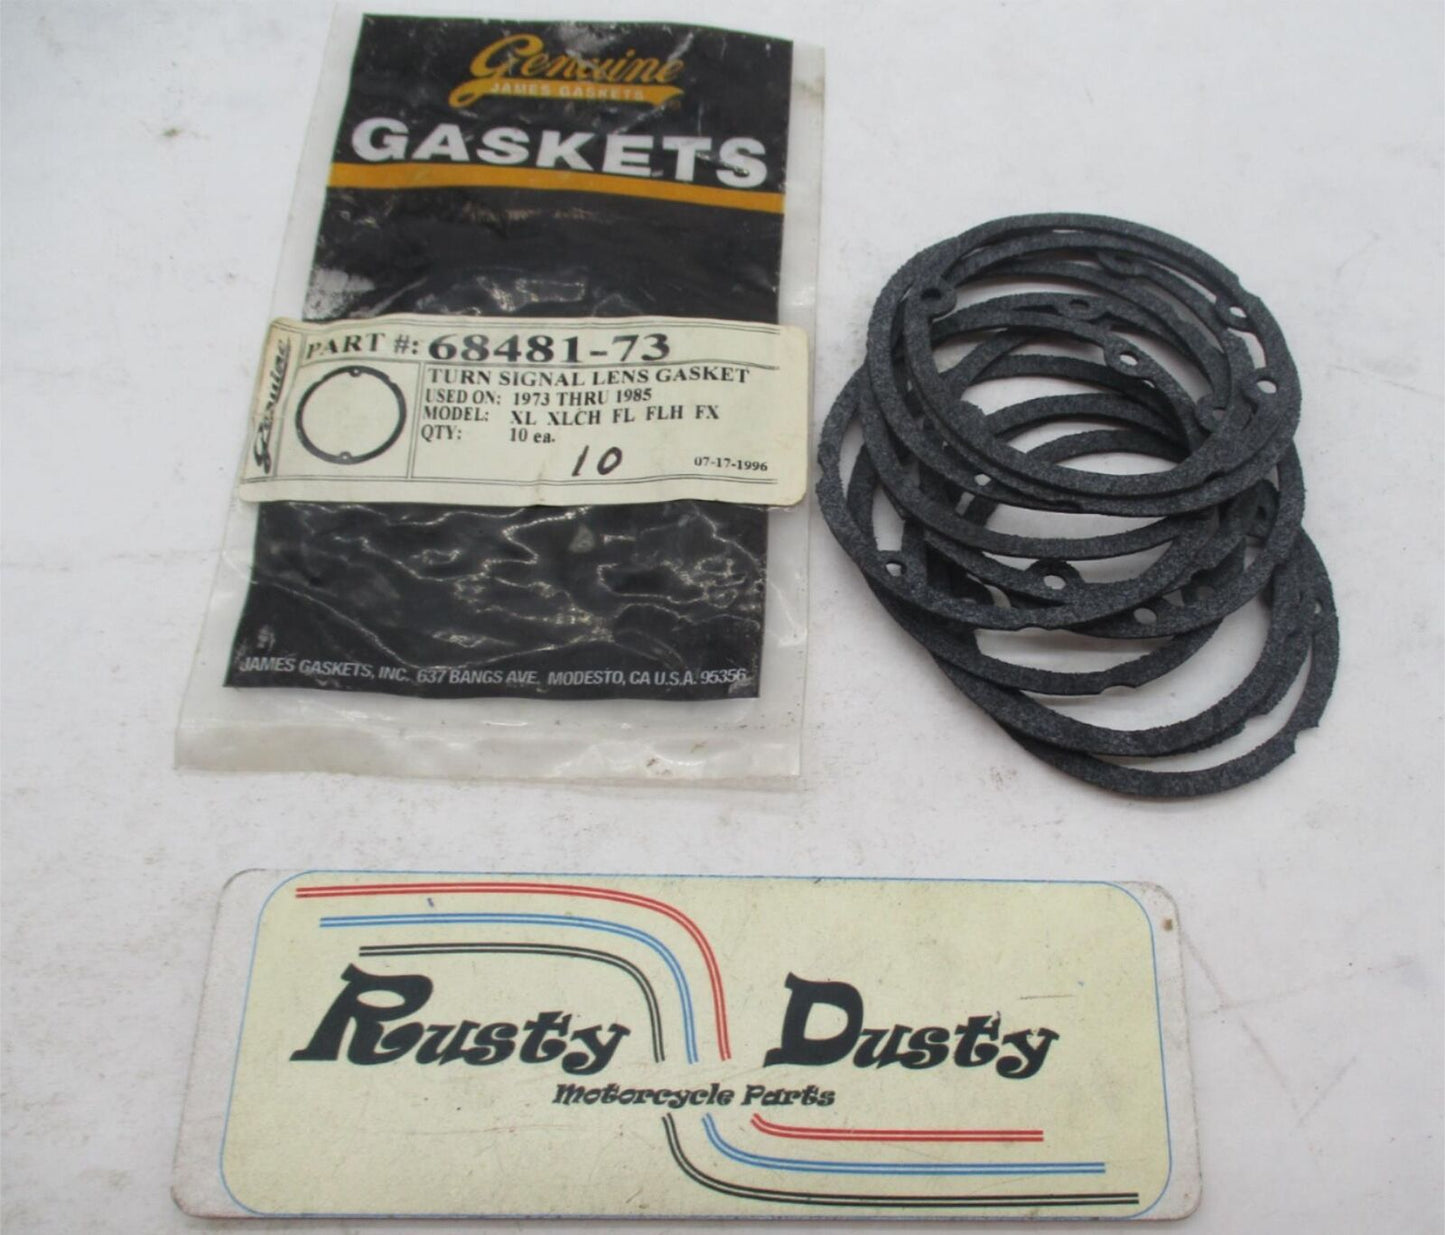 Genuine
JAMES GASKETS
GASKETS
Genuine
PART #: 68481-73
TURN SIGNAL LENS GASKET
USED ON: 1973 THRU 1985
MODEL: XL XLCH FL FLH FX
QTY: 10 ea.
10
07-17-1996
JAMES GASKETS, INC. 637 BANGS AVE. MODESTO, CA U.S.A. 95356
Rusty Dusty
Motorcycle Parts